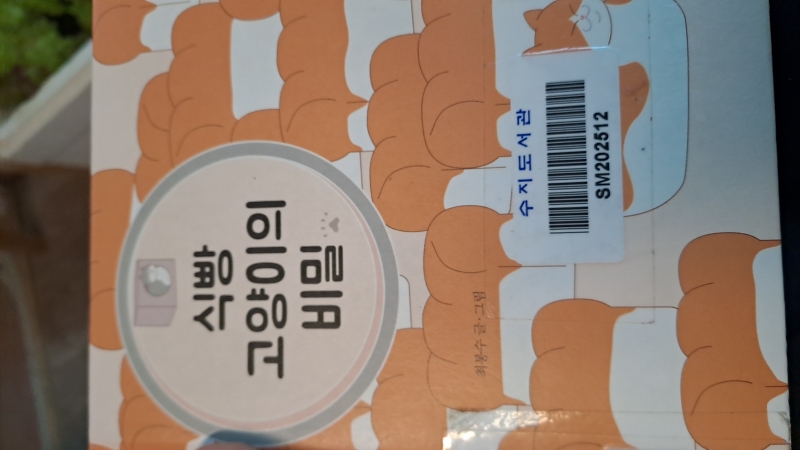 식빵
고양이의
비밀
최봉수 글·그림
수지도서관
SM202512